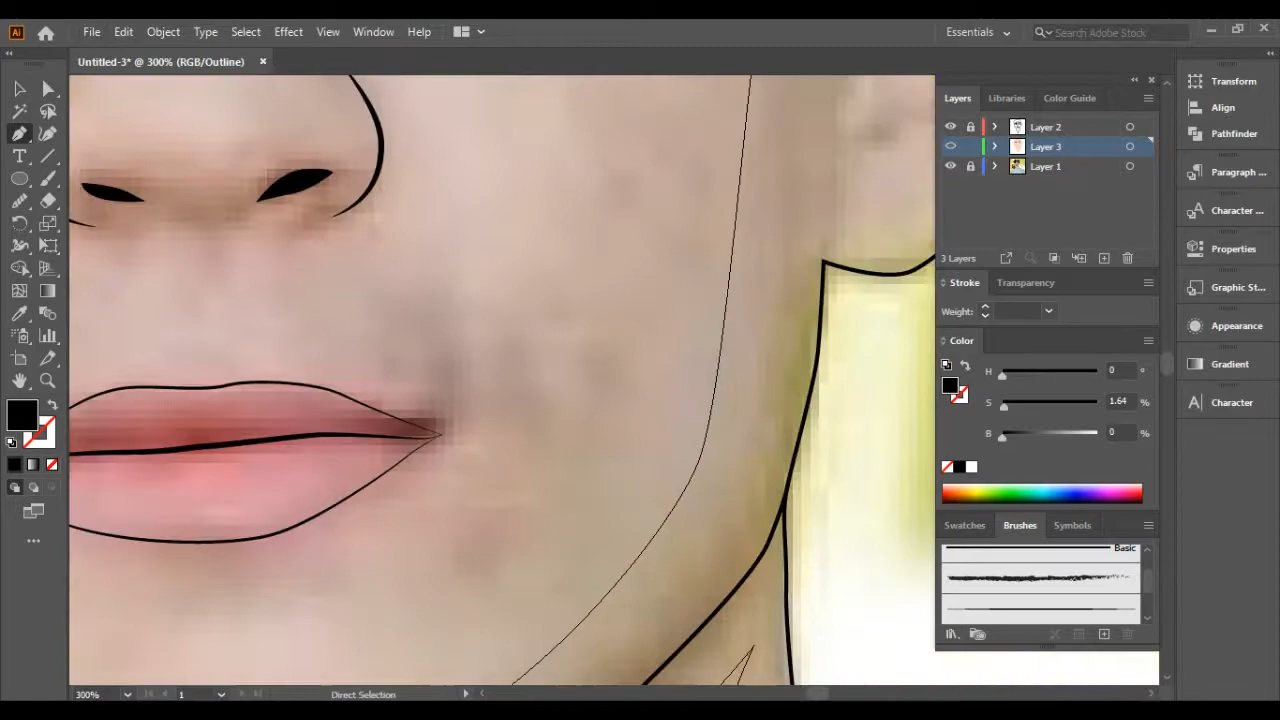 Ai File Edit Object Type Select Effect View Window Help Essentials Search Adobe Stock
Untitled-3* @ 300% (RGB/Outline)
Layers Libraries Color Guide
Layer 2
Layer 3
Layer 1
3 Layers
Stroke Transparency
Weight:
Color
H 0 °
S 1.64 %
B 0 %
Swatches Brushes Symbols
Basic
Transform
Align
Pathfinder
Paragraph ...
Character ...
Properties
Graphic St...
Appearance
Gradient
Character
300% 1 Direct Selection